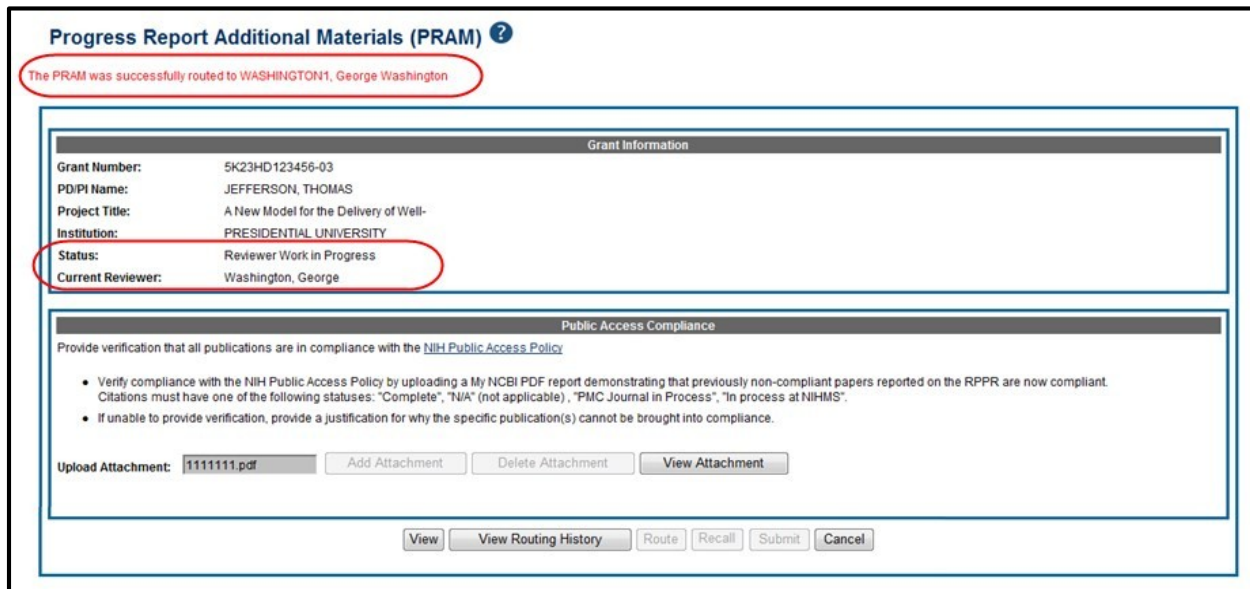 Progress Report Additional Materials (PRAM) ?
The PRAM was successfully routed to WASHINGTON1, George Washington
Grant Information
Grant Number: 5K23HD123456-03
PD/PI Name: JEFFERSON, THOMAS
Project Title: A New Model for the Delivery of Well-
Institution: PRESIDENTIAL UNIVERSITY
Status: Reviewer Work in Progress
Current Reviewer: Washington, George
Public Access Compliance
Provide verification that all publications are in compliance with the NIH Public Access Policy
• Verify compliance with the NIH Public Access Policy by uploading a My NCBI PDF report demonstrating that previously non-compliant papers reported on the RPPR are now compliant.
Citations must have one of the following statuses: "Complete", "N/A" (not applicable) , "PMC Journal in Process", "In process at NIHMS".
• If unable to provide verification, provide a justification for why the specific publication(s) cannot be brought into compliance.
Upload Attachment: 1111111.pdf Add Attachment Delete Attachment View Attachment
View View Routing History Route Recall Submit Cancel